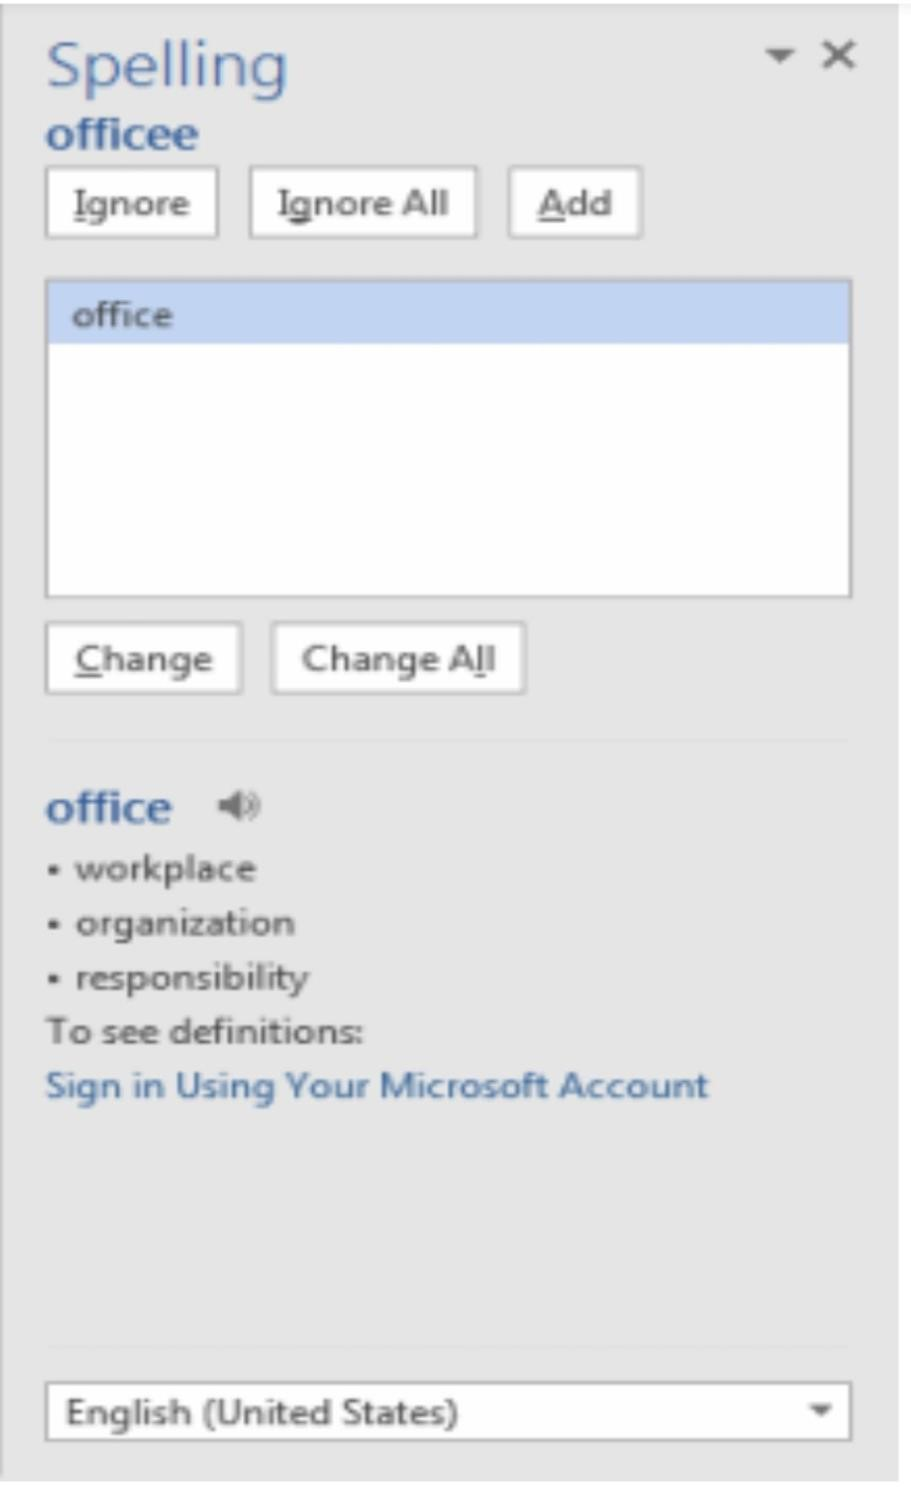 Spelling
officee
Ignore Ignore All Add
office
Change Change All
office
▪ workplace
▪ organization
▪ responsibility
To see definitions:
Sign in Using Your Microsoft Account
English (United States)